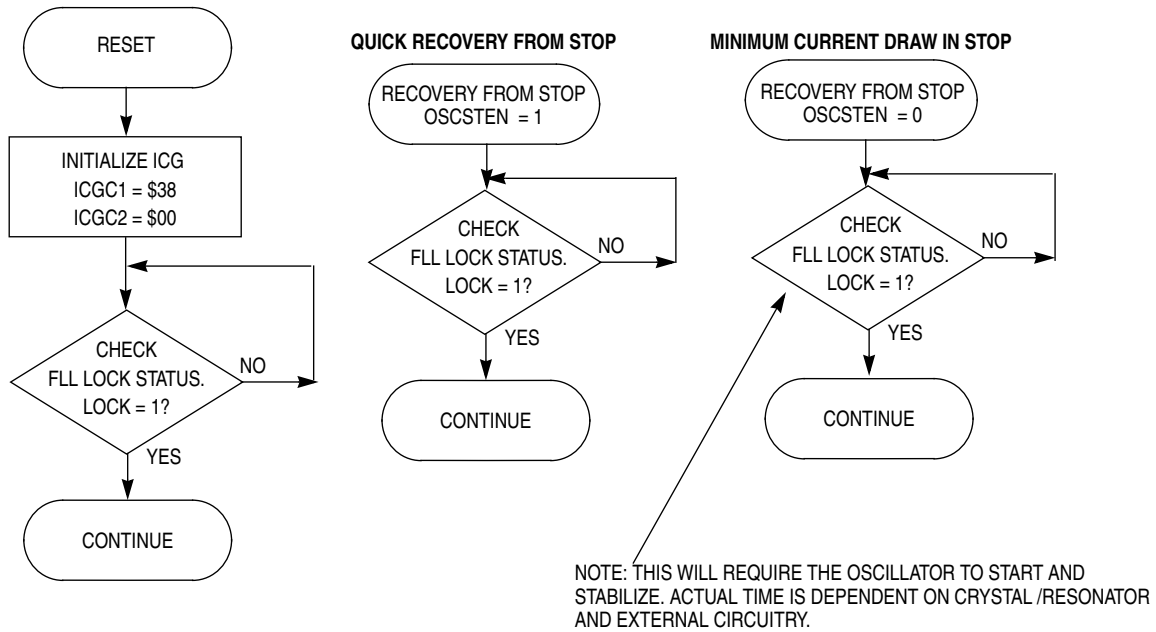 RESET
INITIALIZE ICG
ICGC1 = $38
ICGC2 = $00
CHECK
FLL LOCK STATUS.
LOCK = 1?
NO
YES
CONTINUE
QUICK RECOVERY FROM STOP
RECOVERY FROM STOP
OSCSTEN = 1
CHECK
FLL LOCK STATUS.
LOCK = 1?
NO
YES
CONTINUE
MINIMUM CURRENT DRAW IN STOP
RECOVERY FROM STOP
OSCSTEN = 0
CHECK
FLL LOCK STATUS.
LOCK = 1?
NO
YES
CONTINUE
NOTE: THIS WILL REQUIRE THE OSCILLATOR TO START AND
STABILIZE. ACTUAL TIME IS DEPENDENT ON CRYSTAL /RESONATOR
AND EXTERNAL CIRCUITRY.